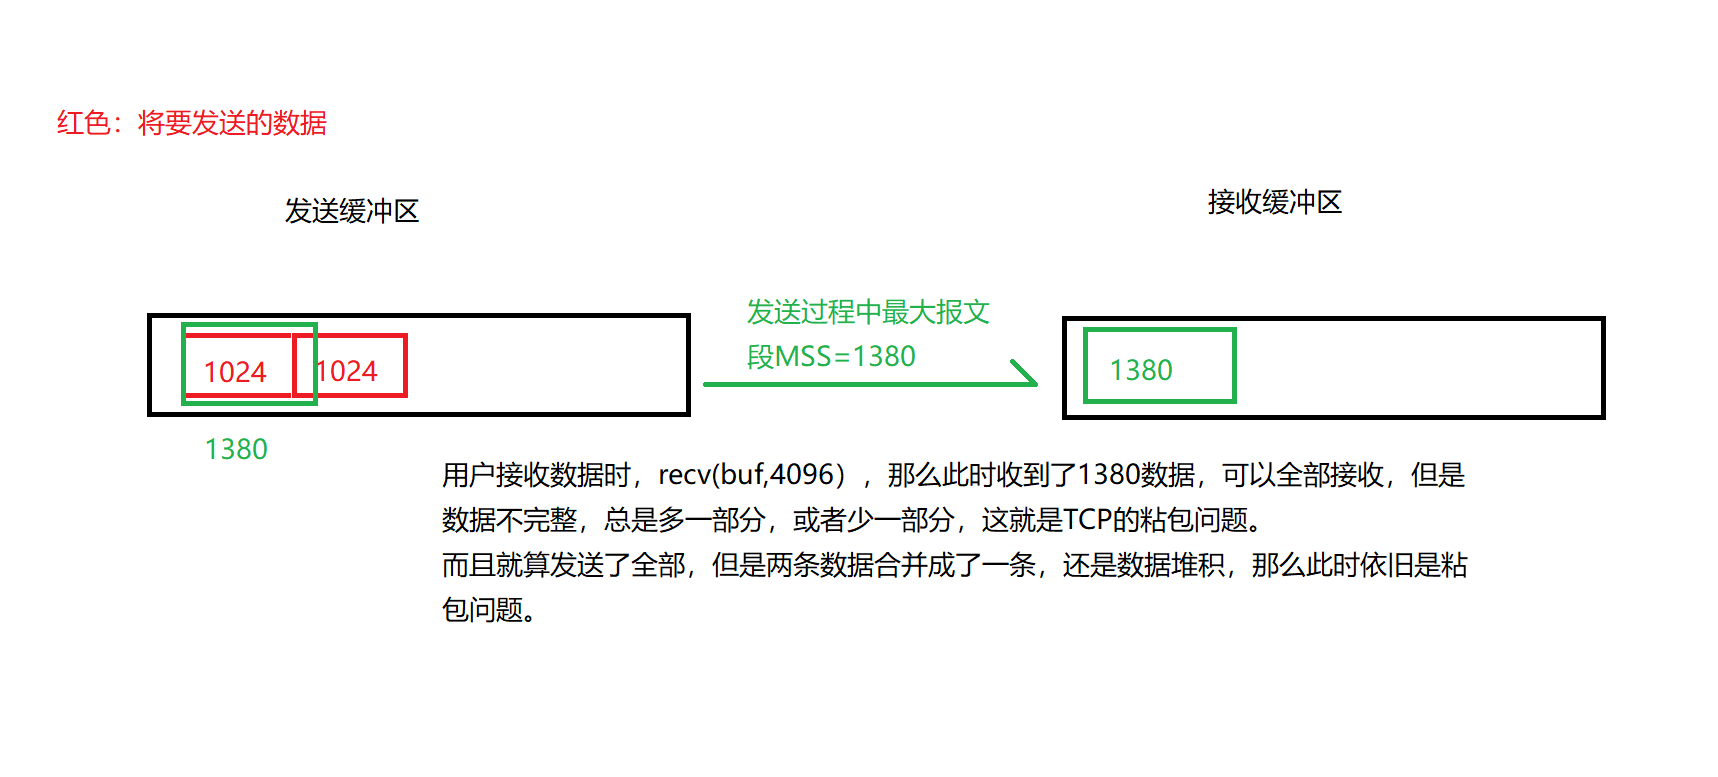 红色：将要发送的数据
发送缓冲区
接收缓冲区
发送过程中最大报文
段MSS=1380
1024
1024
1380
1380
用户接收数据时，recv(buf,4096），那么此时收到了1380数据，可以全部接收，但是
数据不完整，总是多一部分，或者少一部分，这就是TCP的粘包问题。
而且就算发送了全部，但是两条数据合并成了一条，还是数据堆积，那么此时依旧是粘
包问题。